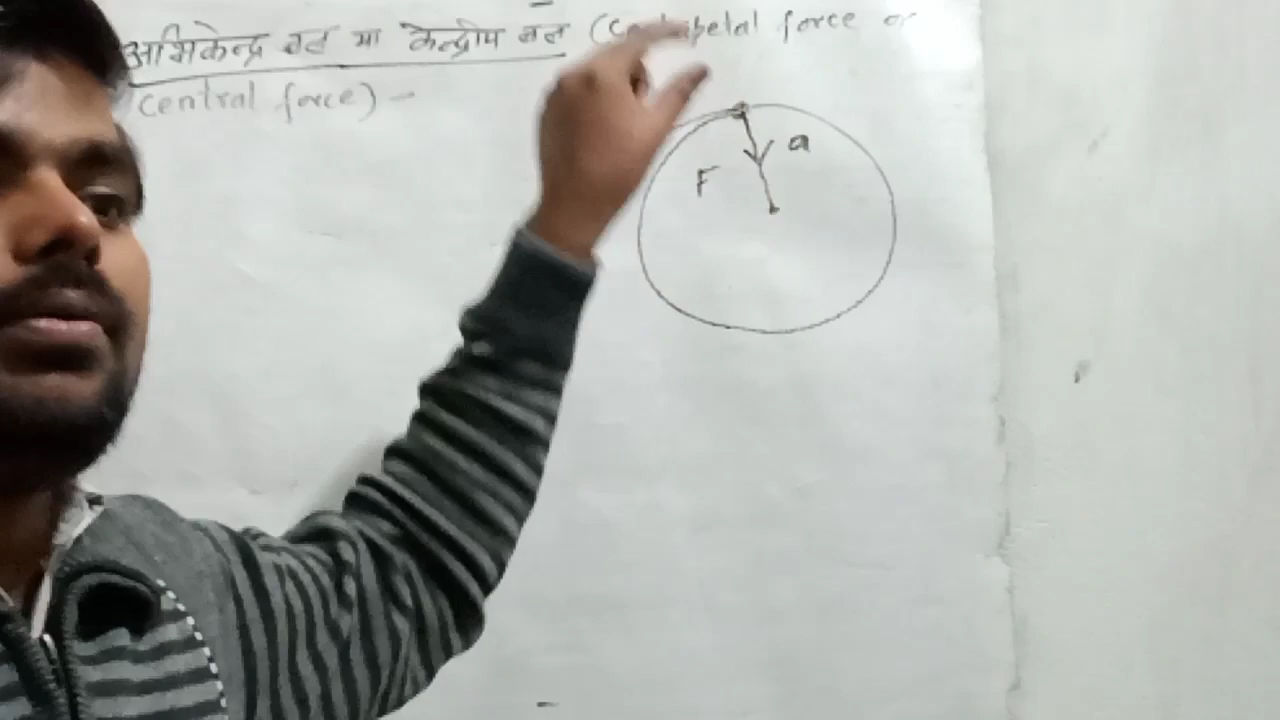 अभिकेन्द्र बल या केन्द्रीय बल (Centripetal force or
Central force) -
a
F